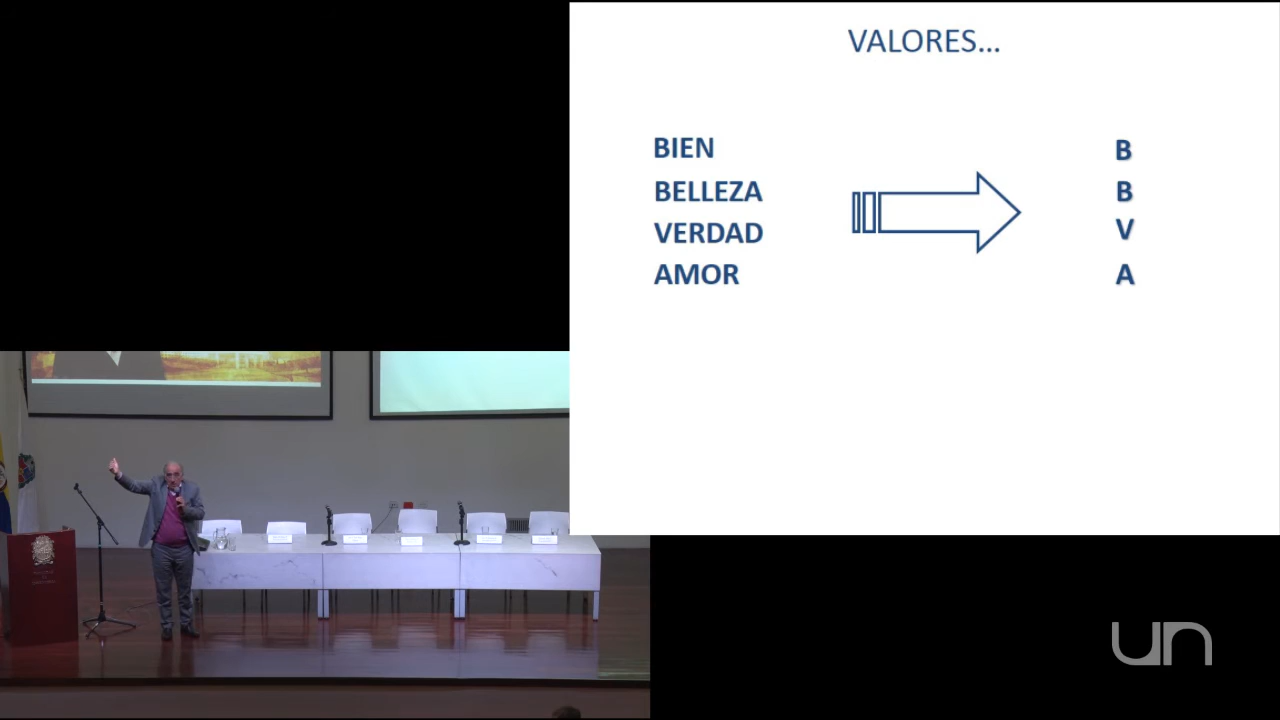 VALORES...
BIEN
BELLEZA
VERDAD
AMOR
B
B
V
A
un